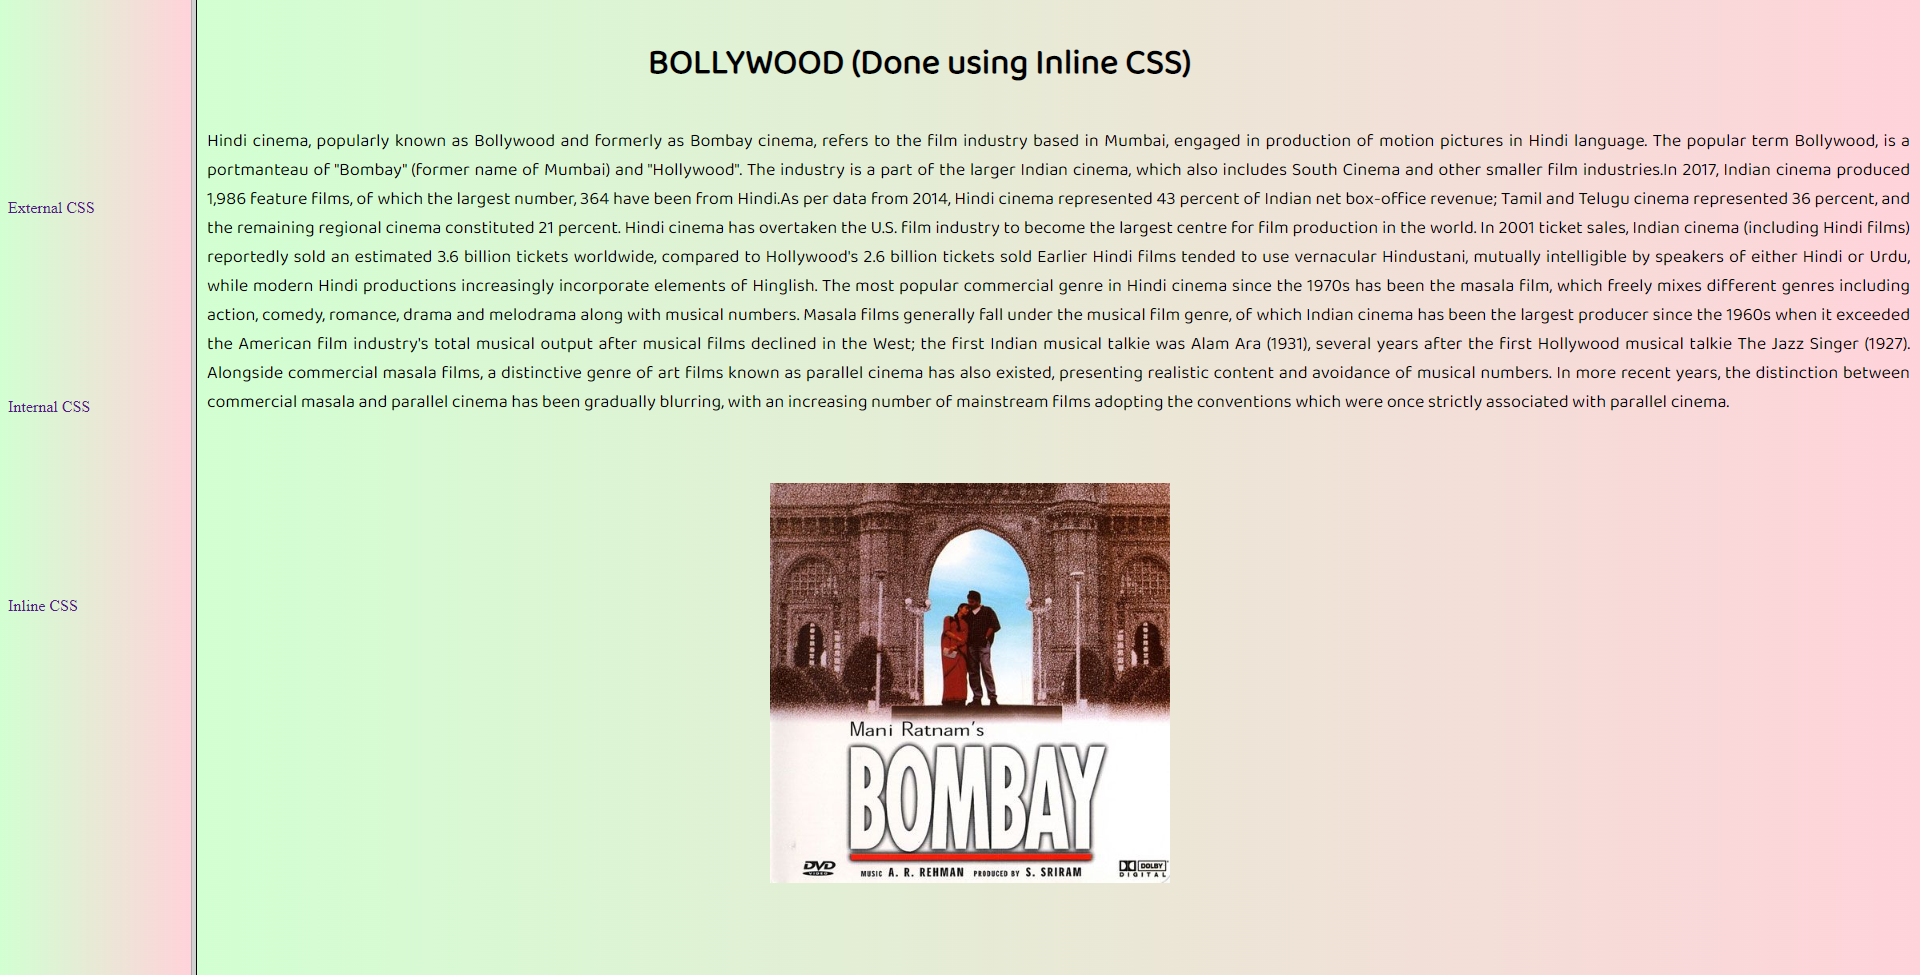 External CSS
Internal CSS
Inline CSS
BOLLYWOOD (Done using Inline CSS)
Hindi cinema, popularly known as Bollywood and formerly as Bombay cinema, refers to the film industry based in Mumbai, engaged in production of motion pictures in Hindi language. The popular term Bollywood, is a
portmanteau of "Bombay" (former name of Mumbai) and "Hollywood". The industry is a part of the larger Indian cinema, which also includes South Cinema and other smaller film industries.In 2017, Indian cinema produced
1,986 feature films, of which the largest number, 364 have been from Hindi.As per data from 2014, Hindi cinema represented 43 percent of Indian net box-office revenue; Tamil and Telugu cinema represented 36 percent, and
the remaining regional cinema constituted 21 percent. Hindi cinema has overtaken the U.S. film industry to become the largest centre for film production in the world. In 2001 ticket sales, Indian cinema (including Hindi films)
reportedly sold an estimated 3.6 billion tickets worldwide, compared to Hollywood's 2.6 billion tickets sold Earlier Hindi films tended to use vernacular Hindustani, mutually intelligible by speakers of either Hindi or Urdu,
while modern Hindi productions increasingly incorporate elements of Hinglish. The most popular commercial genre in Hindi cinema since the 1970s has been the masala film, which freely mixes different genres including
action, comedy, romance, drama and melodrama along with musical numbers. Masala films generally fall under the musical film genre, of which Indian cinema has been the largest producer since the 1960s when it exceeded
the American film industry's total musical output after musical films declined in the West; the first Indian musical talkie was Alam Ara (1931), several years after the first Hollywood musical talkie The Jazz Singer (1927).
Alongside commercial masala films, a distinctive genre of art films known as parallel cinema has also existed, presenting realistic content and avoidance of musical numbers. In more recent years, the distinction between
commercial masala and parallel cinema has been gradually blurring, with an increasing number of mainstream films adopting the conventions which were once strictly associated with parallel cinema.
Mani Ratnam's
BOMBAY
DVD
VIDEO
MUSIC A. R. REHMAN PRODUCED BY S. SRIRAM
DOLBY
DIGITAL